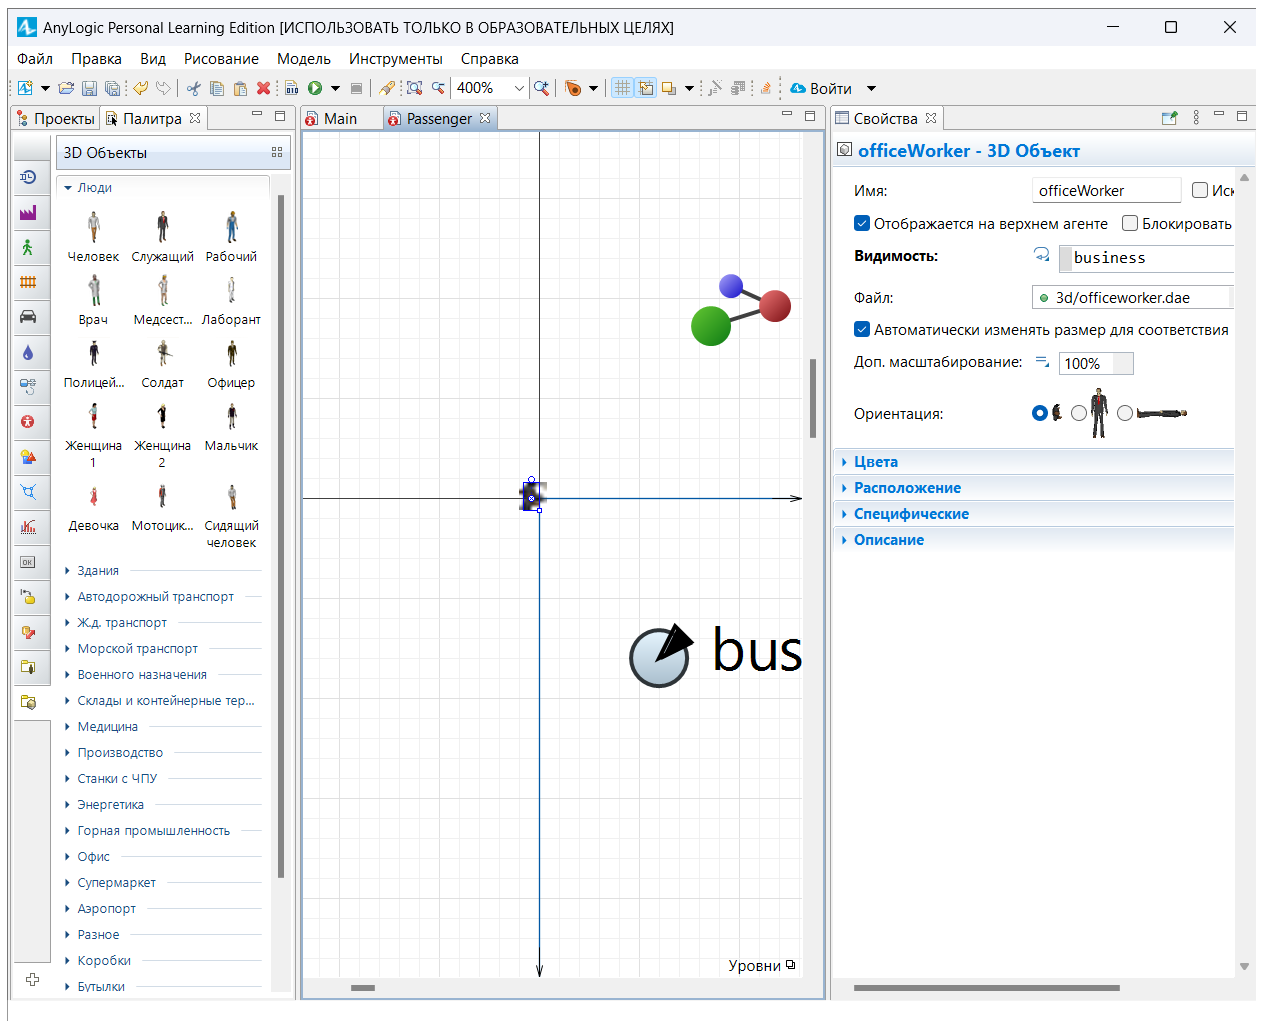 AnyLogic Personal Learning Edition [ИСПОЛЬЗОВАТЬ ТОЛЬКО В ОБРАЗОВАТЕЛЬНЫХ ЦЕЛЯХ]
Файл Правка Вид Рисование Модель Инструменты Справка
400% Войти
Проекты Палитра
Main Passenger
Свойства
3D Объекты
Люди
Человек Служащий Рабочий
Врач Медсест... Лаборант
Полицей... Солдат Офицер
Женщина 1 Женщина 2 Мальчик
Девочка Мотоцик... Сидящий человек
Здания
Автодорожный транспорт
Ж.д. транспорт
Морской транспорт
Военного назначения
Склады и контейнерные тер...
Медицина
Производство
Станки с ЧПУ
Энергетика
Горная промышленность
Офис
Супермаркет
Аэропорт
Разное
Коробки
Бутылки
OK
bus
Уровни
officeWorker - 3D Объект
Имя: officeWorker Иск
Отображается на верхнем агенте Блокировать
Видимость: business
Файл: 3d/officeworker.dae
Автоматически изменять размер для соответствия
Доп. масштабирование: 100%
Ориентация:
Цвета
Расположение
Специфические
Описание